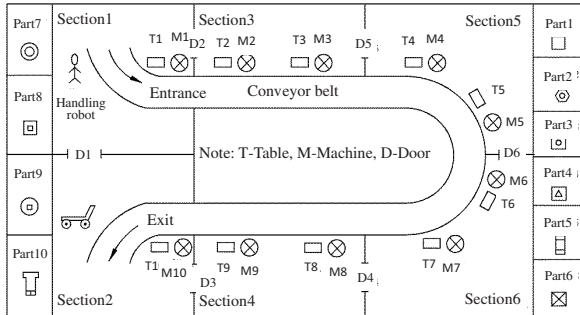 Part7
Section1
Section3
Section5
Part1
T1 M1 D2 T2 M2
T3 M3
D5
T4 M4
Part8
Handling
robot
Entrance
Conveyor belt
T5
Part2
M5
Part3
D1
Note: T-Table, M-Machine, D-Door
D6
Part9
M6
Part4
T6
Exit
Part5
Part10
T1
M10
T9 M9
T8 M8
T7 M7
D3
D4
Part6
Section2
Section4
Section6